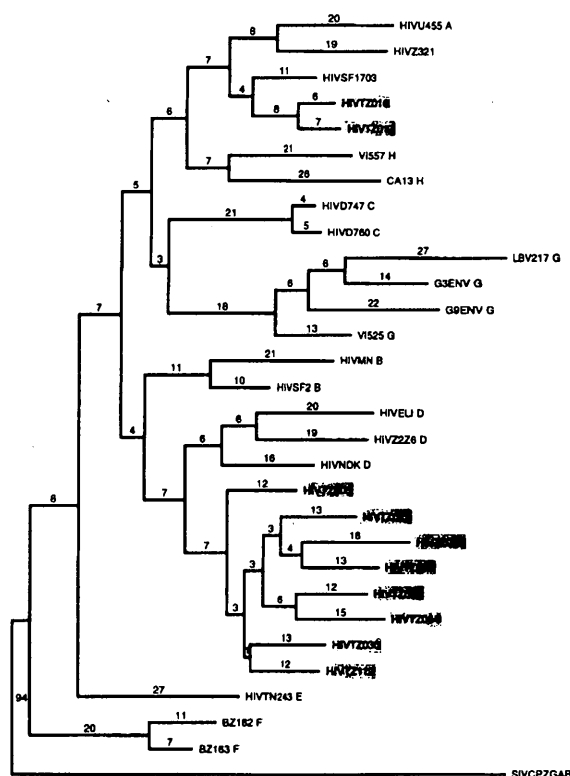 20
HIVU455 A
8
19
HIVZ321
7
11
HIVSF1703
4
6
8
7
6
21
VI557 H
7
26
CA13 H
5
4
HIVD747 C
21
5
HIVD760 C
3
27
LBV217 G
6
14
G3ENV G
6
22
G9ENV G
18
13
VI525 G
7
21
HIVMN B
11
10
HIVSF2 B
4
20
HIVELI D
6
19
HIVZ2Z6 D
6
16
HIVNDK D
7
12
7
13
3
18
4
13
3
12
6
15
3
13
12
8
27
HIVTN243 E
94
11
BZ162 F
20
7
BZ163 F
SIVCPZGAB